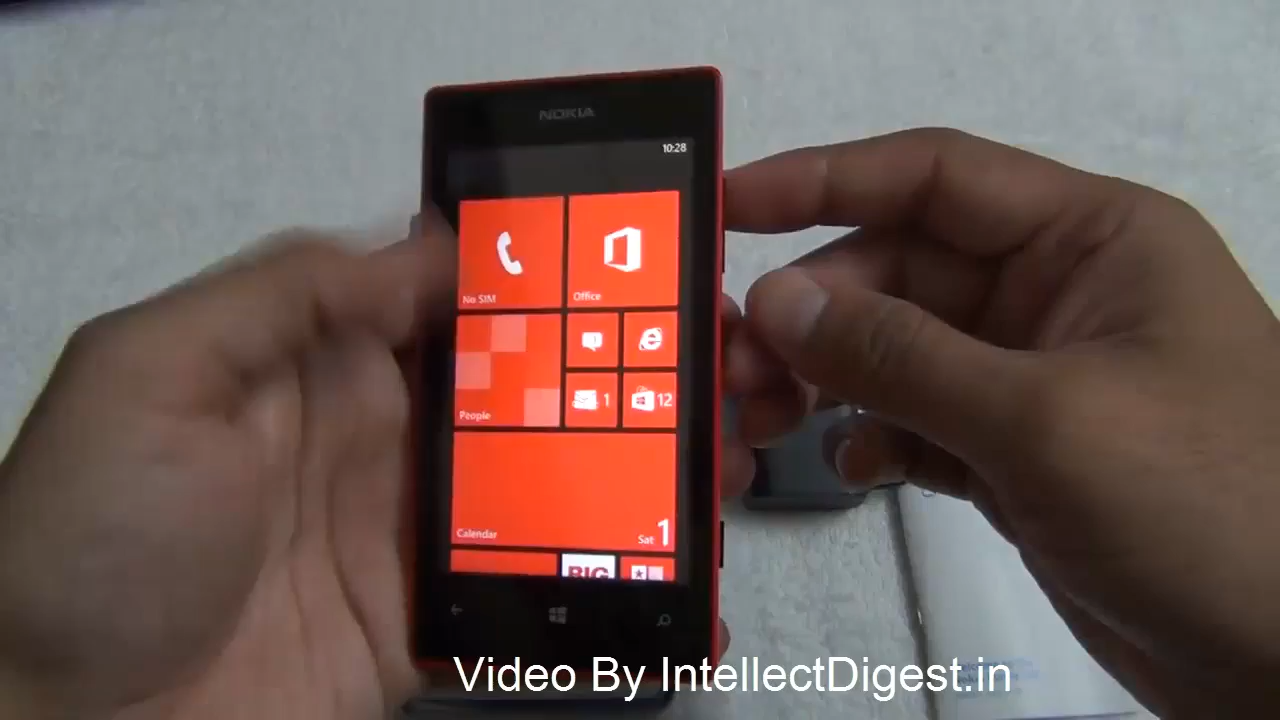 NOKIA
10:28
No SIM
Office
People
1
12
Calendar
Sat 1
BIG
Video By IntellectDigest.in